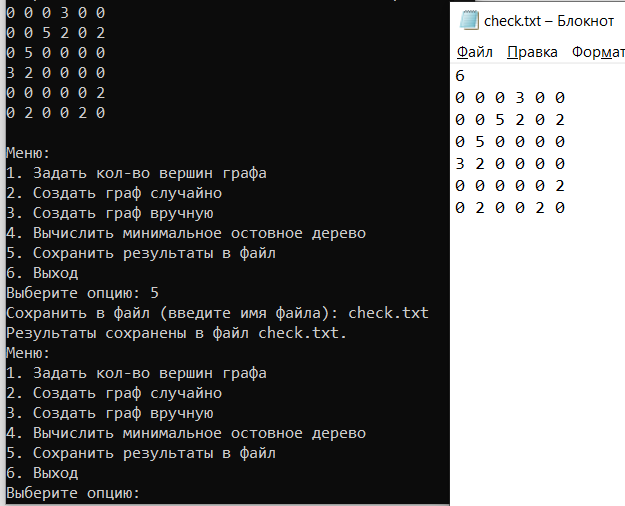 0 0 0 3 0 0
0 0 5 2 0 2
0 5 0 0 0 0
3 2 0 0 0 0
0 0 0 0 0 2
0 2 0 0 2 0
Меню:
1. Задать кол-во вершин графа
2. Создать граф случайно
3. Создать граф вручную
4. Вычислить минимальное остовное дерево
5. Сохранить результаты в файл
6. Выход
Выберите опцию: 5
Сохранить в файл (введите имя файла): check.txt
Результаты сохранены в файл check.txt.
Меню:
1. Задать кол-во вершин графа
2. Создать граф случайно
3. Создать граф вручную
4. Вычислить минимальное остовное дерево
5. Сохранить результаты в файл
6. Выход
Выберите опцию:
check.txt – Блокнот
Файл Правка Формат
6
0 0 0 3 0 0
0 0 5 2 0 2
0 5 0 0 0 0
3 2 0 0 0 0
0 0 0 0 0 2
0 2 0 0 2 0